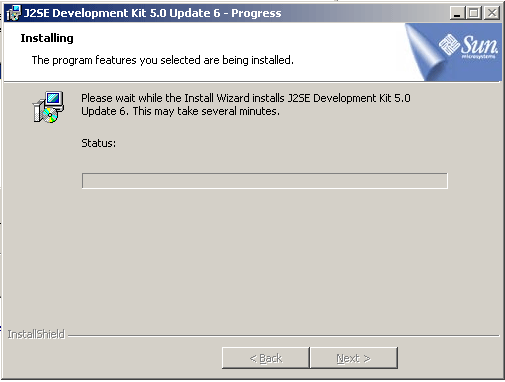 J2SE Development Kit 5.0 Update 6 - Progress
Installing
The program features you selected are being installed.
Sun
microsystems
Please wait while the Install Wizard installs J2SE Development Kit 5.0
Update 6. This may take several minutes.
Status:
InstallShield
< Back
Next >